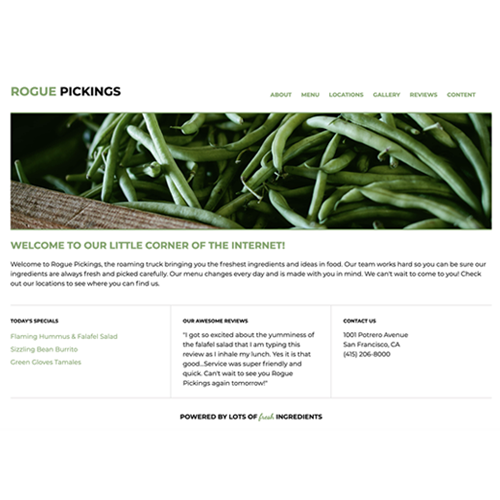 ROGUE PICKINGS
ABOUT MENU LOCATIONS GALLERY REVIEWS CONTENT
WELCOME TO OUR LITTLE CORNER OF THE INTERNET!
Welcome to Rogue Pickings, the roaming truck bringing you the freshest ingredients and ideas in food. Our team works hard so you can be sure our
ingredients are always fresh and picked carefully. Our menu changes every day and is made with you in mind. We can't wait to come to you! Check
out our locations to see where you can find us.
TODAY'S SPECIALS
Flaming Hummus & Falafel Salad
Sizzling Bean Burrito
Green Gloves Tamales
OUR AWESOME REVIEWS
"I got so excited about the yumminess of
the falafel salad that I am typing this
review as I inhale my lunch. Yes it is that
good...Service was super friendly and
quick. Can't wait to see you Rogue
Pickings again tomorrow!"
CONTACT US
1001 Potrero Avenue
San Francisco, CA
(415) 206-8000
POWERED BY LOTS OF fresh INGREDIENTS